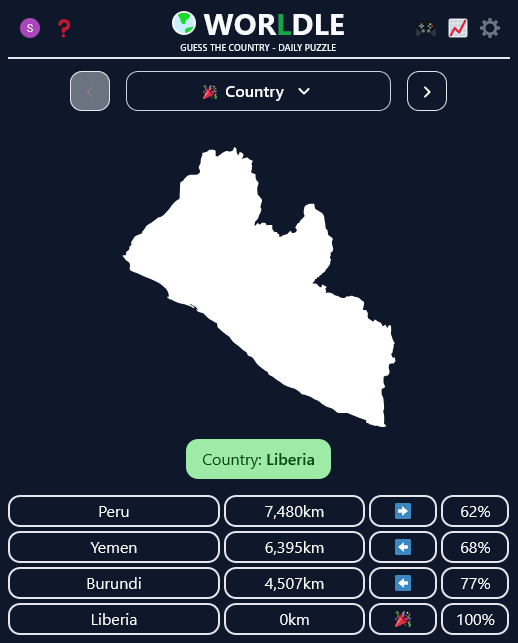 S
WORLDLE
GUESS THE COUNTRY - DAILY PUZZLE
Country
Country: Liberia
Peru 7,480km 62%
Yemen 6,395km 68%
Burundi 4,507km 77%
Liberia 0km 100%